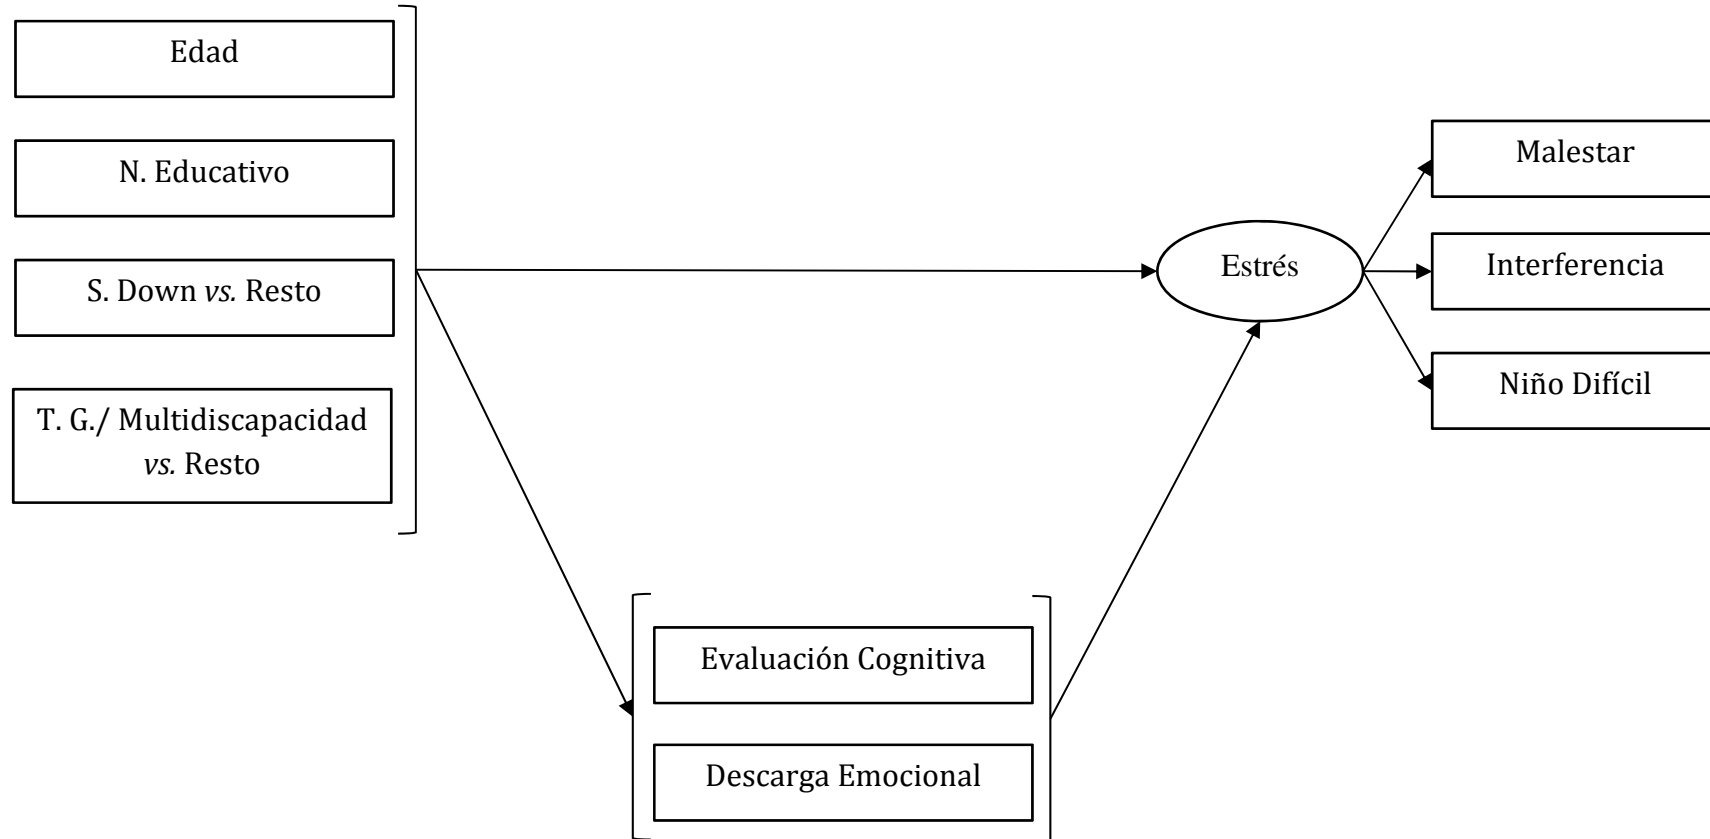 Edad
N. Educativo
S. Down vs. Resto
T. G./ Multidiscapacidad
vs. Resto
Evaluación Cognitiva
Descarga Emocional
Estrés
Malestar
Interferencia
Niño Difícil